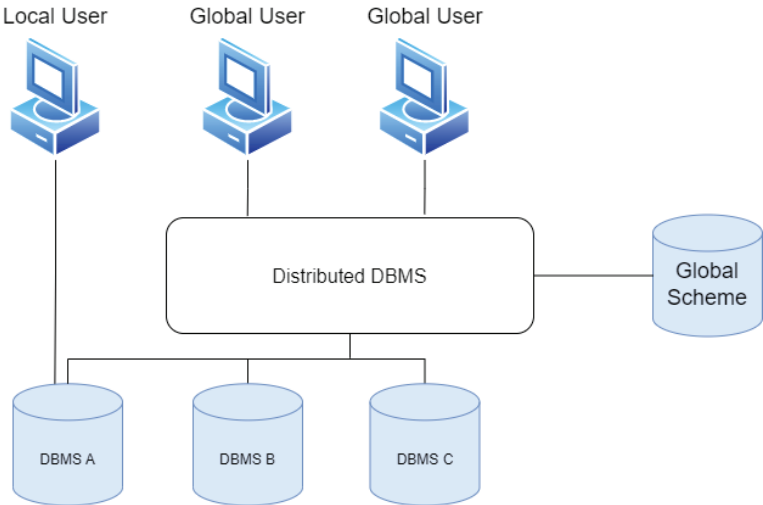 Local User
Global User
Global User
Distributed DBMS
Global
Scheme
DBMS A
DBMS B
DBMS C